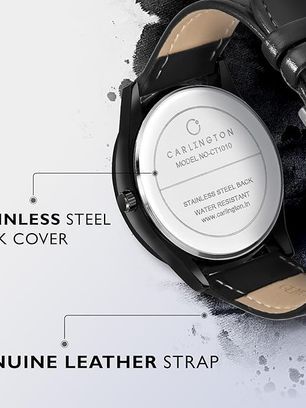 CARLINGTON
MODEL NO-CT1010
STAINLESS STEEL BACK
WATER RESISTANT
www.carlington.in
INLESS STEEL
K COVER
NUINE LEATHER STRAP